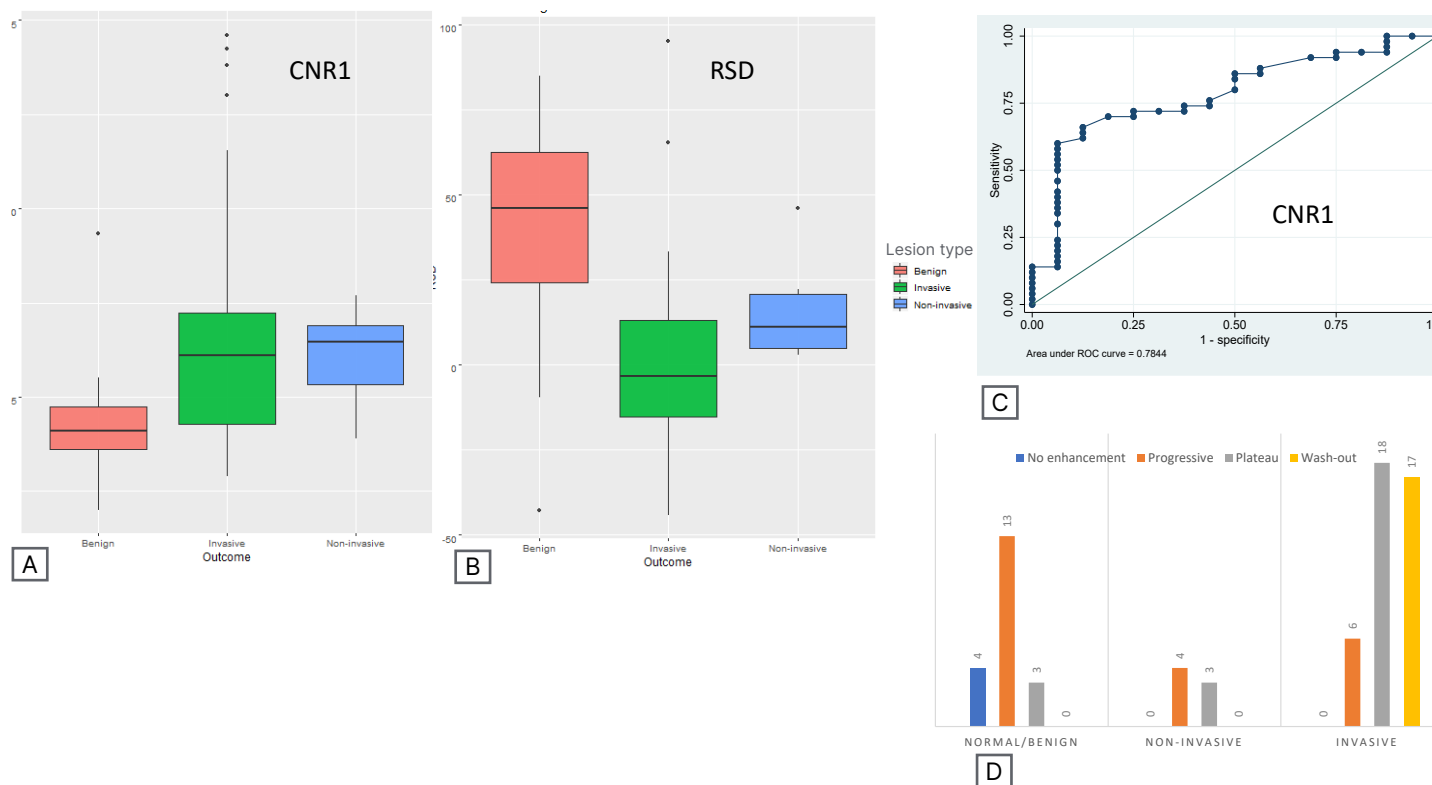 CNR1
5
0
5
Benign
Invasive
Non-invasive
Outcome
A
RSD
100
50
0
-50
Benign
Invasive
Non-invasive
Outcome
B
Lesion type
Benign
Invasive
Non-invasive
CNR1
Sensitivity
0.00
0.25
0.50
0.75
1.00
0.00
0.25
0.50
0.75
1
1 - specificity
Area under ROC curve = 0.7844
C
No enhancement
Progressive
Plateau
Wash-out
4
13
3
0
0
4
3
0
0
6
18
17
NORMAL/BENIGN
NON-INVASIVE
INVASIVE
D